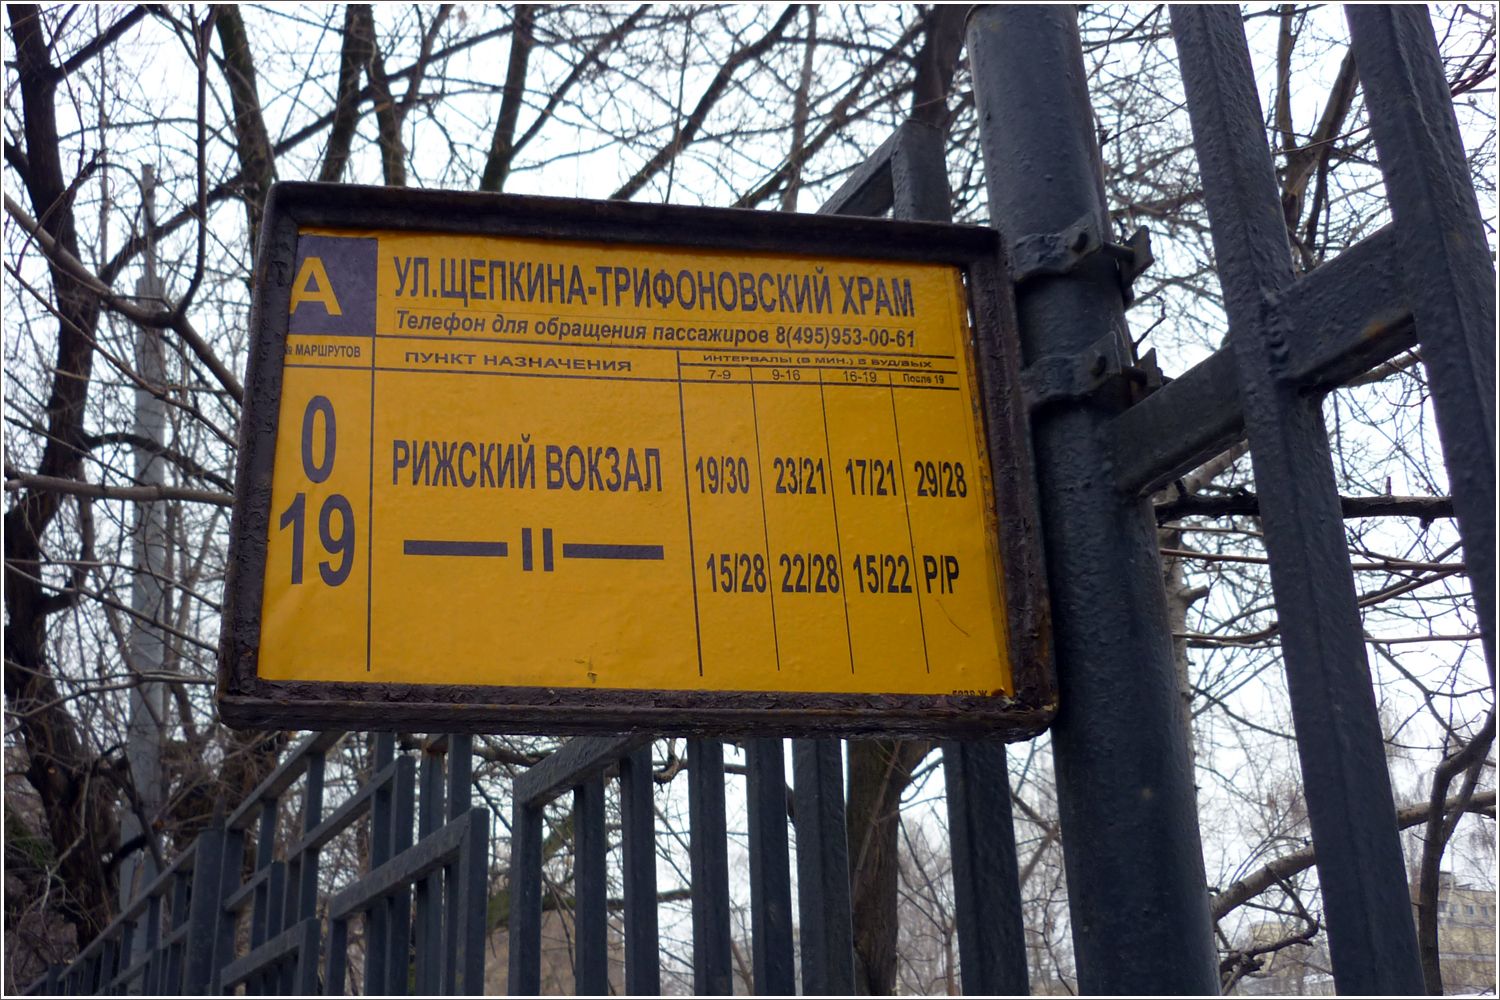 А
УЛ.ЩЕПКИНА-ТРИФОНОВСКИЙ ХРАМ
Телефон для обращения пассажиров 8(495)953-00-61
№ МАРШРУТОВ
ПУНКТ НАЗНАЧЕНИЯ
ИНТЕРВАЛЫ (В МИН.) В БУД/ВЫХ
7-9 9-16 16-19 После 19
0 РИЖСКИЙ ВОКЗАЛ 19/30 23/21 17/21 29/28
19 — II — 15/28 22/28 15/22 Р/Р